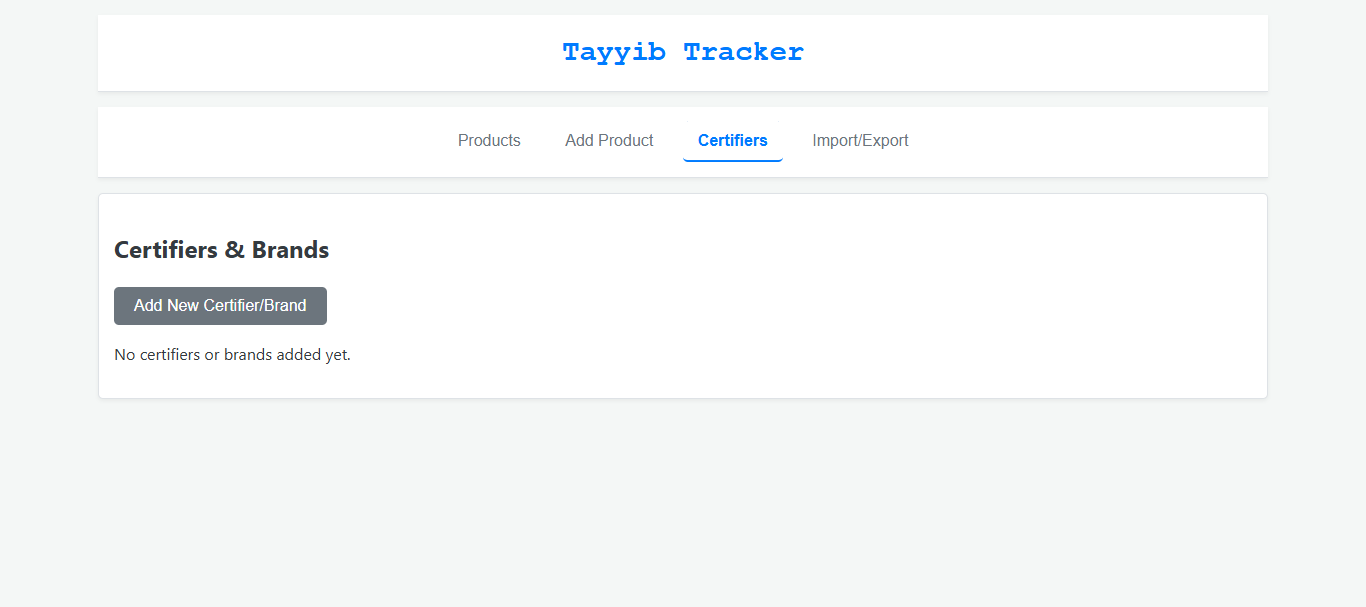 Tayyib Tracker
Products Add Product Certifiers Import/Export
Certifiers & Brands
Add New Certifier/Brand
No certifiers or brands added yet.